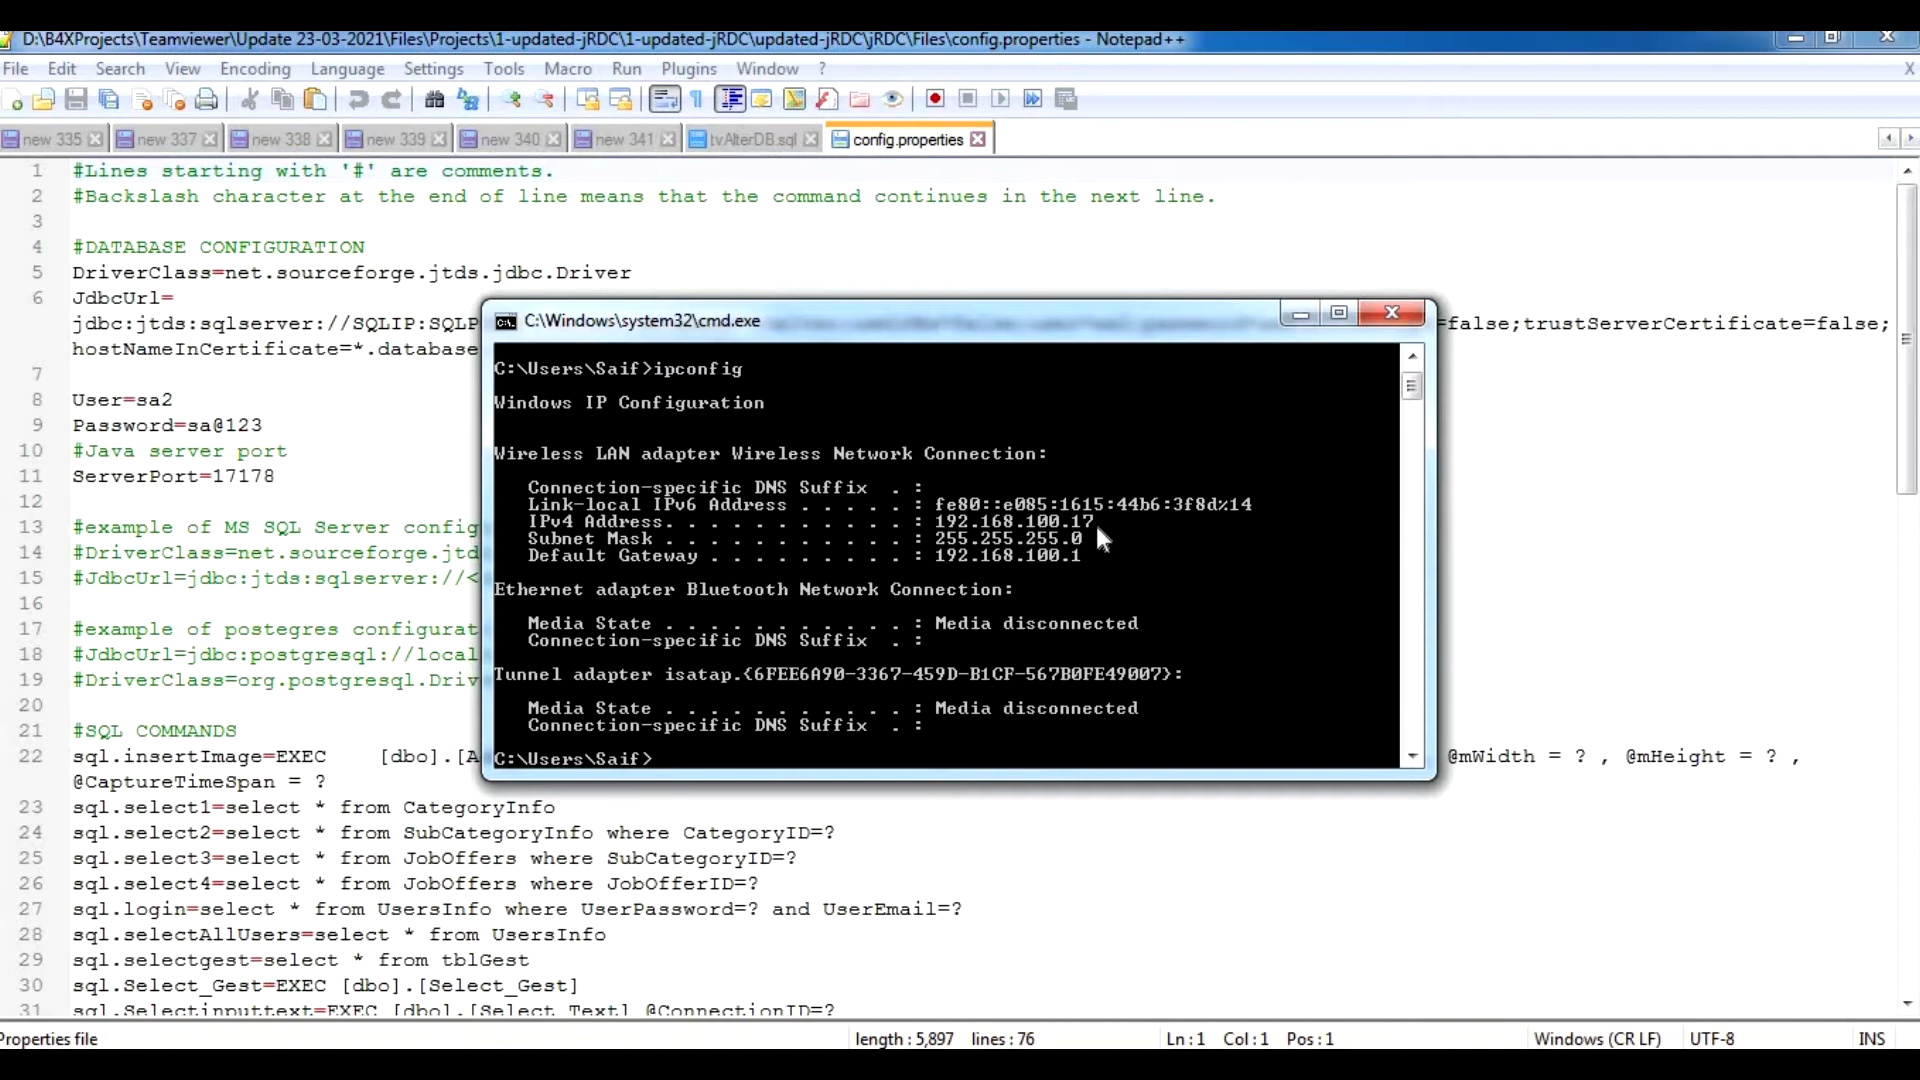 D:\B4XProjects\Teamviewer\Update 23-03-2021\Files\Projects\1-updated-jRDC\1-updated-jRDC\updated-jRDC\jRDC\Files\config.properties - Notepad++
File Edit Search View Encoding Language Settings Tools Macro Run Plugins Window ? X
new 335 new 337 new 338 new 339 new 340 new 341 tvAlterDB.sql config.properties
1 #Lines starting with '#' are comments.
2 #Backslash character at the end of line means that the command continues in the next line.
3
4 #DATABASE CONFIGURATION
5 DriverClass=net.sourceforge.jtds.jdbc.Driver
6 JdbcUrl=
jdbc:jtds:sqlserver://SQLIP:SQLP =false;trustServerCertificate=false;
hostNameInCertificate=*.database
7
8 User=sa2
9 Password=sa@123
10 #Java server port
11 ServerPort=17178
12
13 #example of MS SQL Server config
14 #DriverClass=net.sourceforge.jtd
15 #JdbcUrl=jdbc:jtds:sqlserver://<
16
17 #example of postegres configurat
18 #JdbcUrl=jdbc:postgresql://local
19 #DriverClass=org.postgresql.Driv
20
21 #SQL COMMANDS
22 sql.insertImage=EXEC [dbo].[A @mWidth = ? , @mHeight = ? ,
@CaptureTimeSpan = ?
23 sql.select1=select * from CategoryInfo
24 sql.select2=select * from SubCategoryInfo where CategoryID=?
25 sql.select3=select * from JobOffers where SubCategoryID=?
26 sql.select4=select * from JobOffers where JobOfferID=?
27 sql.login=select * from UsersInfo where UserPassword=? and UserEmail=?
28 sql.selectAllUsers=select * from UsersInfo
29 sql.selectgest=select * from tblGest
30 sql.Select_Gest=EXEC [dbo].[Select_Gest]
31 sql.Selectinputtext=EXEC [dbo].[Select_Text] @ConnectionID=?
C:\Windows\system32\cmd.exe
C:\Users\Saif>ipconfig
Windows IP Configuration
Wireless LAN adapter Wireless Network Connection:
Connection-specific DNS Suffix . :
Link-local IPv6 Address . . . . . : fe80::e085:1615:44b6:3f8d%14
IPv4 Address. . . . . . . . . . . : 192.168.100.17
Subnet Mask . . . . . . . . . . . : 255.255.255.0
Default Gateway . . . . . . . . . : 192.168.100.1
Ethernet adapter Bluetooth Network Connection:
Media State . . . . . . . . . . . : Media disconnected
Connection-specific DNS Suffix . :
Tunnel adapter isatap.{6FEE6A90-3367-459D-B1CF-567B0FE49007}:
Media State . . . . . . . . . . . : Media disconnected
Connection-specific DNS Suffix . :
C:\Users\Saif>
Properties file length : 5,897 lines : 76 Ln : 1 Col : 1 Pos : 1 Windows (CR LF) UTF-8 INS